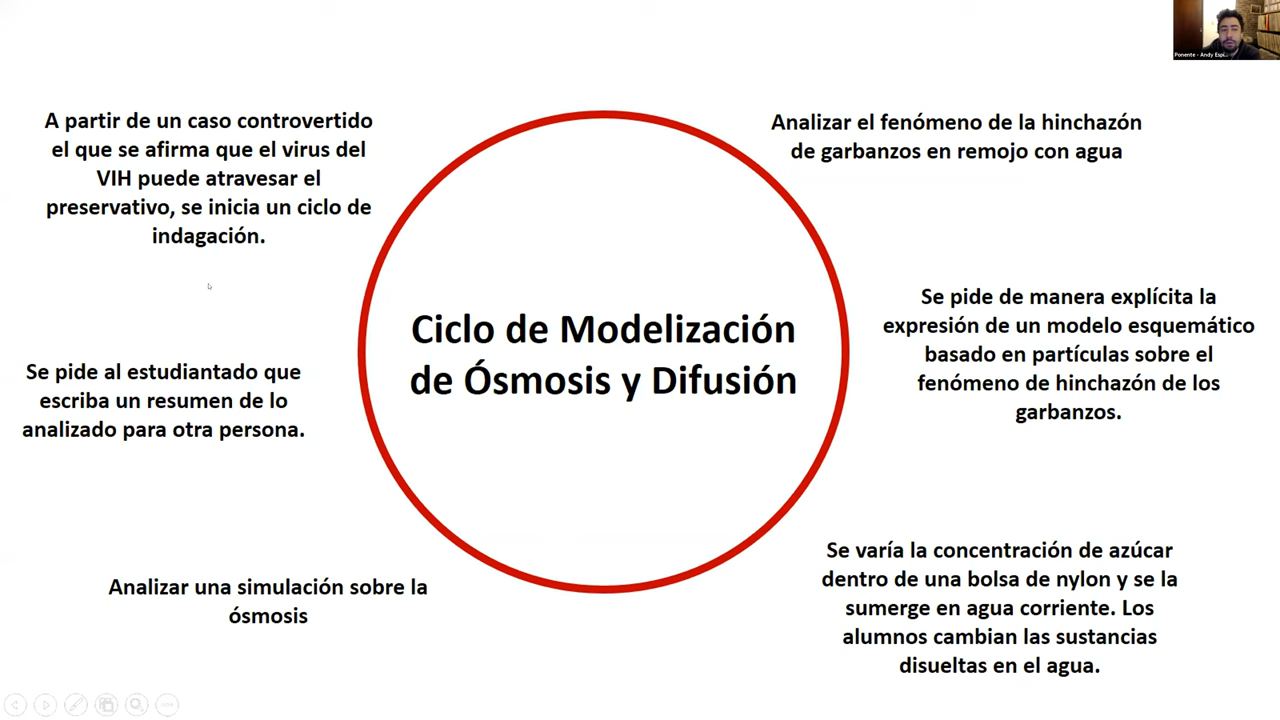 Ponente - Andy Espi...
A partir de un caso controvertido
el que se afirma que el virus del
VIH puede atravesar el
preservativo, se inicia un ciclo de
indagación.
Analizar el fenómeno de la hinchazón
de garbanzos en remojo con agua
Se pide de manera explícita la
expresión de un modelo esquemático
basado en partículas sobre el
fenómeno de hinchazón de los
garbanzos.
Ciclo de Modelización
de Ósmosis y Difusión
Se pide al estudiantado que
escriba un resumen de lo
analizado para otra persona.
Se varía la concentración de azúcar
dentro de una bolsa de nylon y se la
sumerge en agua corriente. Los
alumnos cambian las sustancias
disueltas en el agua.
Analizar una simulación sobre la
ósmosis